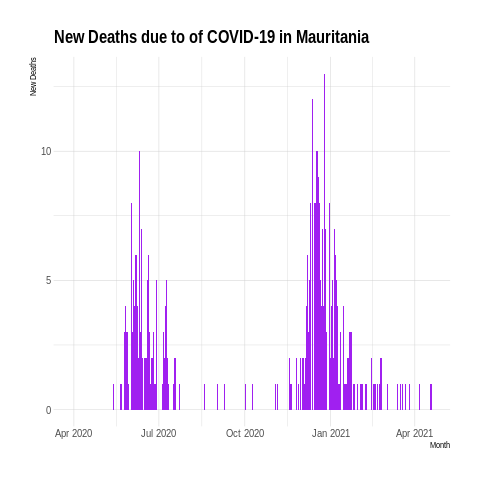 New Deaths due to of COVID-19 in Mauritania
New Deaths
10
5
0
Apr 2020 Jul 2020 Oct 2020 Jan 2021 Apr 2021
Month